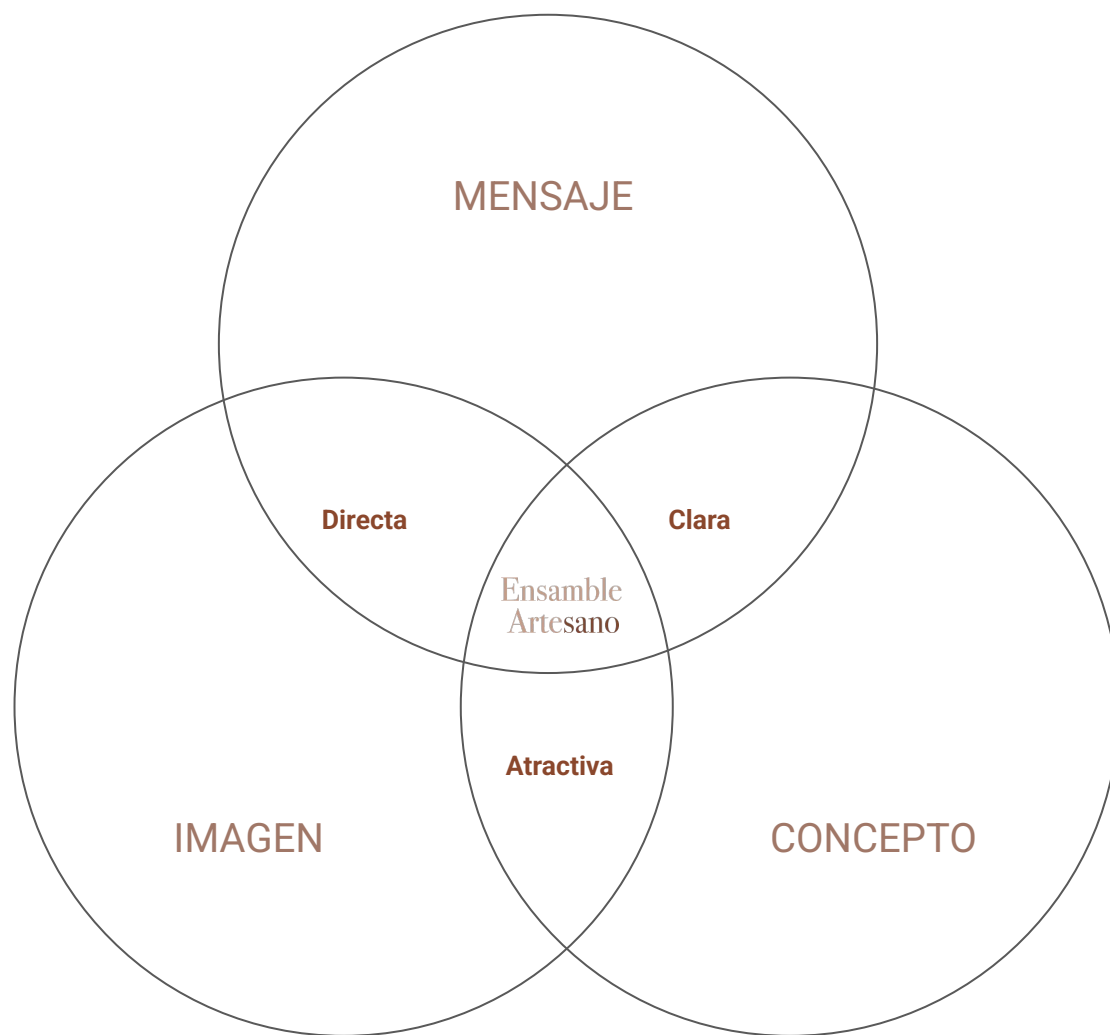 MENSAJE
Directa
Clara
Ensamble
Artesano
Atractiva
IMAGEN
CONCEPTO